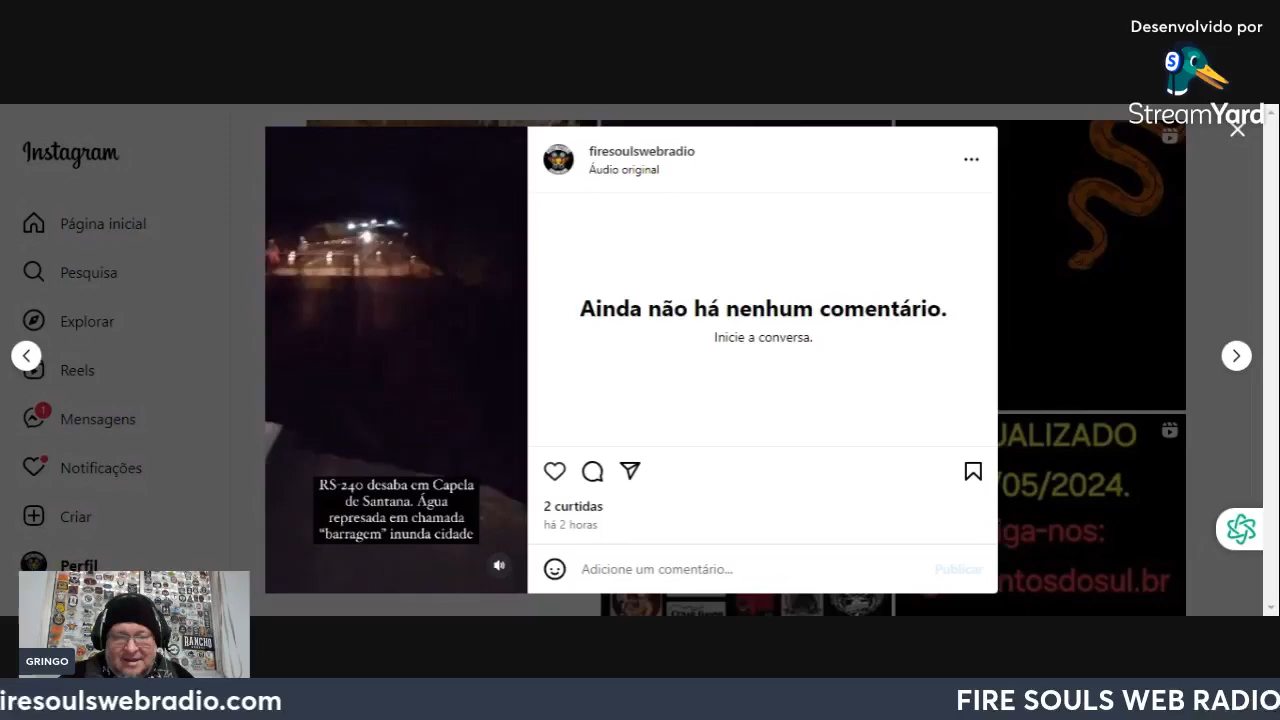 Desenvolvido por
StreamYard
Instagram
Página inicial
Pesquisa
Explorar
Reels
1
Mensagens
Notificações
Criar
Perfil
firesoulswebradio
Áudio original
Ainda não há nenhum comentário.
Inicie a conversa.
2 curtidas
há 2 horas
Adicione um comentário...
Publicar
RS-240 desaba em Capela
de Santana. Água
represada em chamada
“barragem” inunda cidade
UALIZADO
/05/2024.
iga-nos:
ntosdosul.br
RANCHO
GRINGO
iresoulswebradio.com
FIRE SOULS WEB RADIO